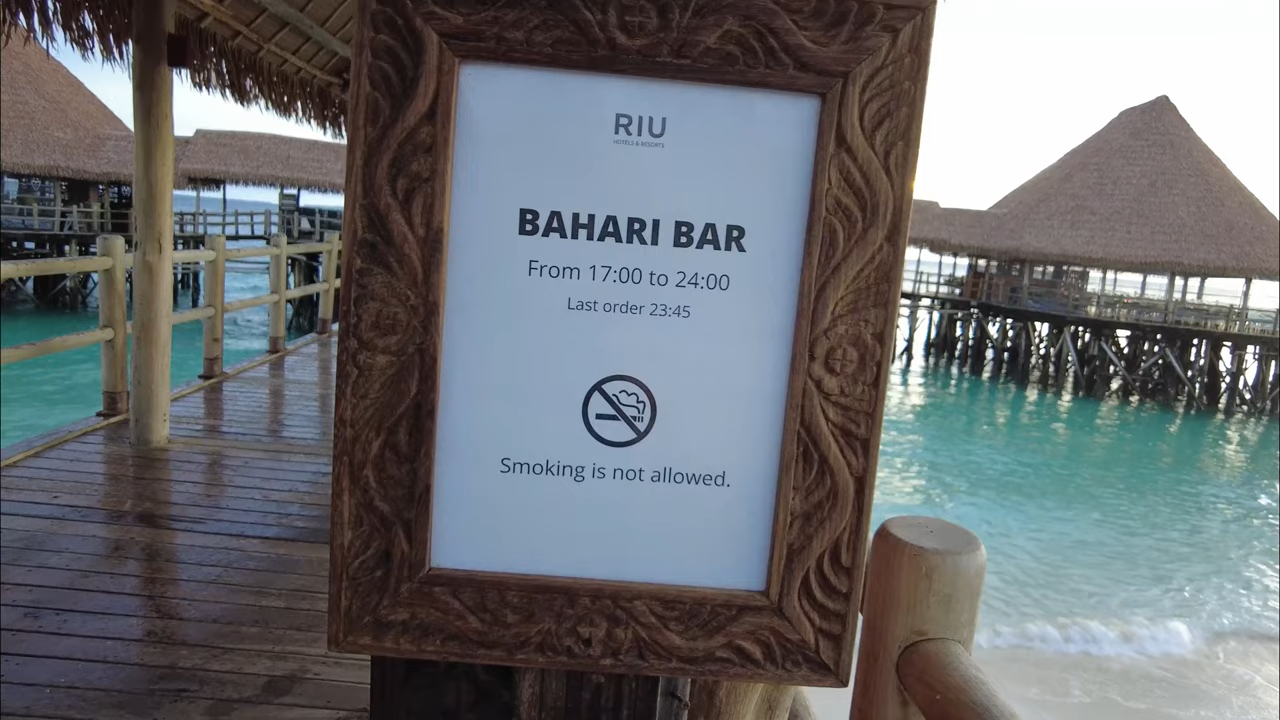 RIU
HOTELS & RESORTS
BAHARI BAR
From 17:00 to 24:00
Last order 23:45
Smoking is not allowed.